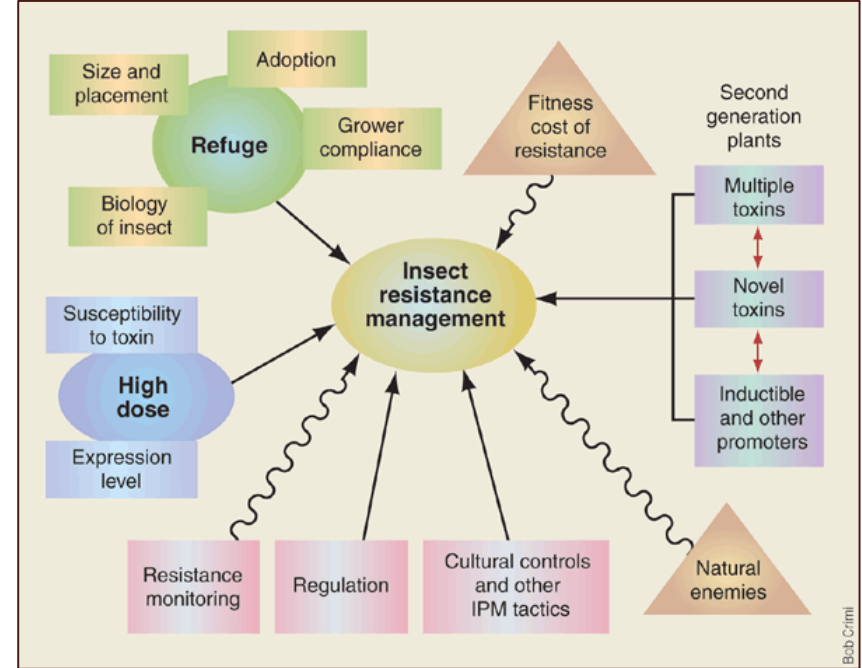 Size and
placement
Adoption
Refuge
Grower
compliance
Biology
of insect
Fitness
cost of
resistance
Second
generation
plants
Multiple
toxins
Novel
toxins
Inductible
and other
promoters
Insect
resistance
management
Susceptibility
to toxin
High
dose
Expression
level
Resistance
monitoring
Regulation
Cultural controls
and other
IPM tactics
Natural
enemies
Bob Crimi